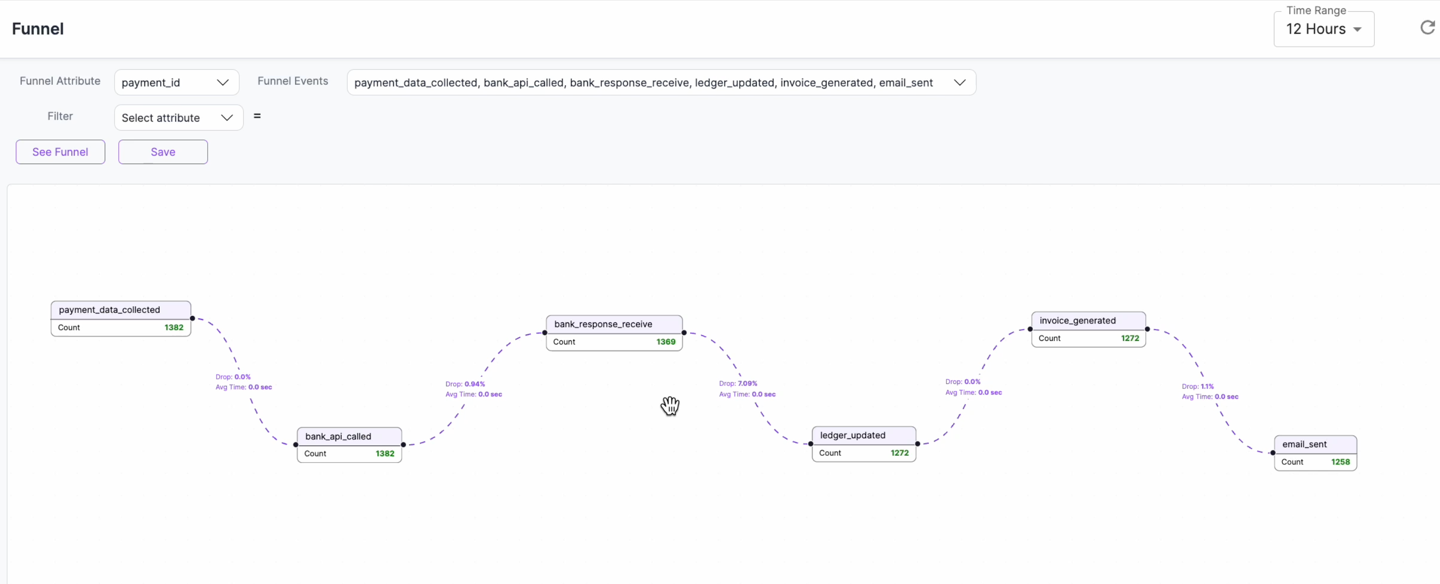 Funnel
Time Range
12 Hours
Funnel Attribute payment_id Funnel Events payment_data_collected, bank_api_called, bank_response_receive, ledger_updated, invoice_generated, email_sent
Filter Select attribute =
See Funnel Save
payment_data_collected
Count 1382
Drop: 0.0%
Avg Time: 0.0 sec
bank_api_called
Count 1382
Drop: 0.94%
Avg Time: 0.0 sec
bank_response_receive
Count 1369
Drop: 7.09%
Avg Time: 0.0 sec
ledger_updated
Count 1272
Drop: 0.0%
Avg Time: 0.0 sec
invoice_generated
Count 1272
Drop: 1.1%
Avg Time: 0.0 sec
email_sent
Count 1258